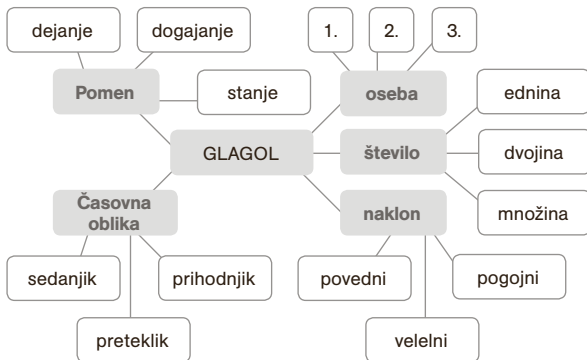 dejanje
dogajanje
1.
2.
3.
Pomen
stanje
oseba
ednina
GLAGOL
število
dvojina
Časovna
oblika
naklon
množina
sedanjik
prihodnjik
povedni
pogojni
preteklik
velelni